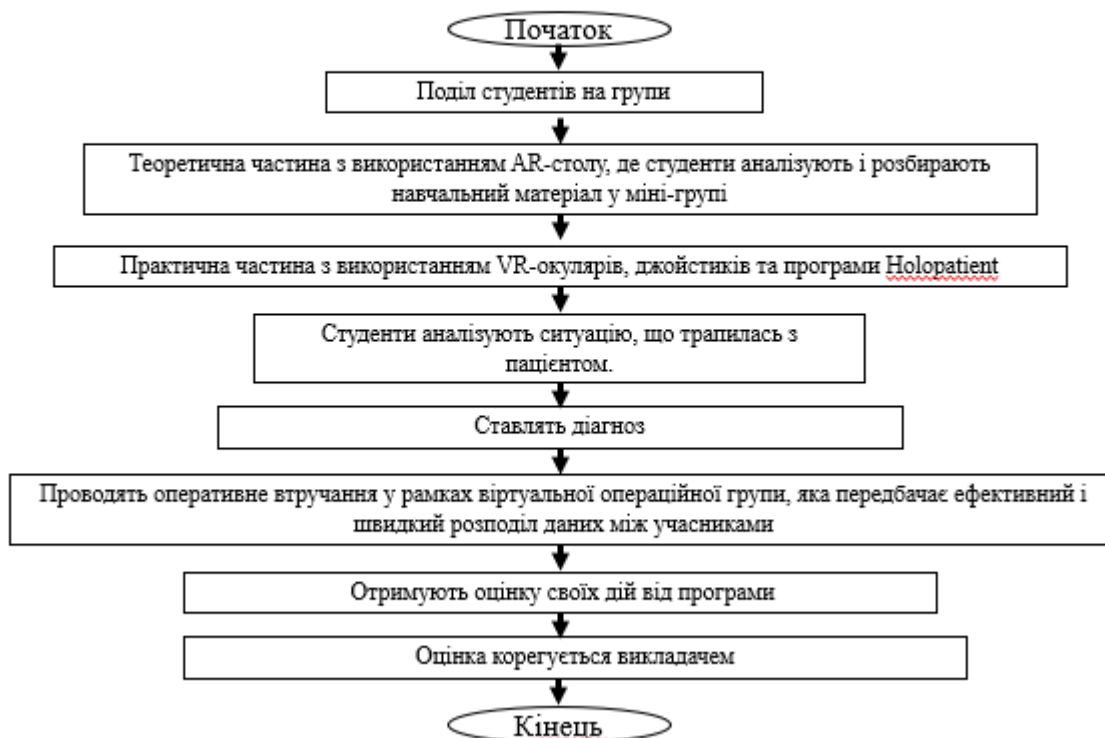 Початок
Поділ студентів на групи
Теоретична частина з використанням AR-столу, де студенти аналізують і розбирають
навчальний матеріал у міні-групі
Практична частина з використанням VR-окулярів, джойстиків та програми Holopatient
Студенти аналізують ситуацію, що трапилась з
пацієнтом.
Ставлять діагноз
Проводять оперативне втручання у рамках віртуальної операційної групи, яка передбачає ефективний і
швидкий розподіл даних між учасниками
Отримують оцінку своїх дій від програми
Оцінка корегується викладачем
Кінець